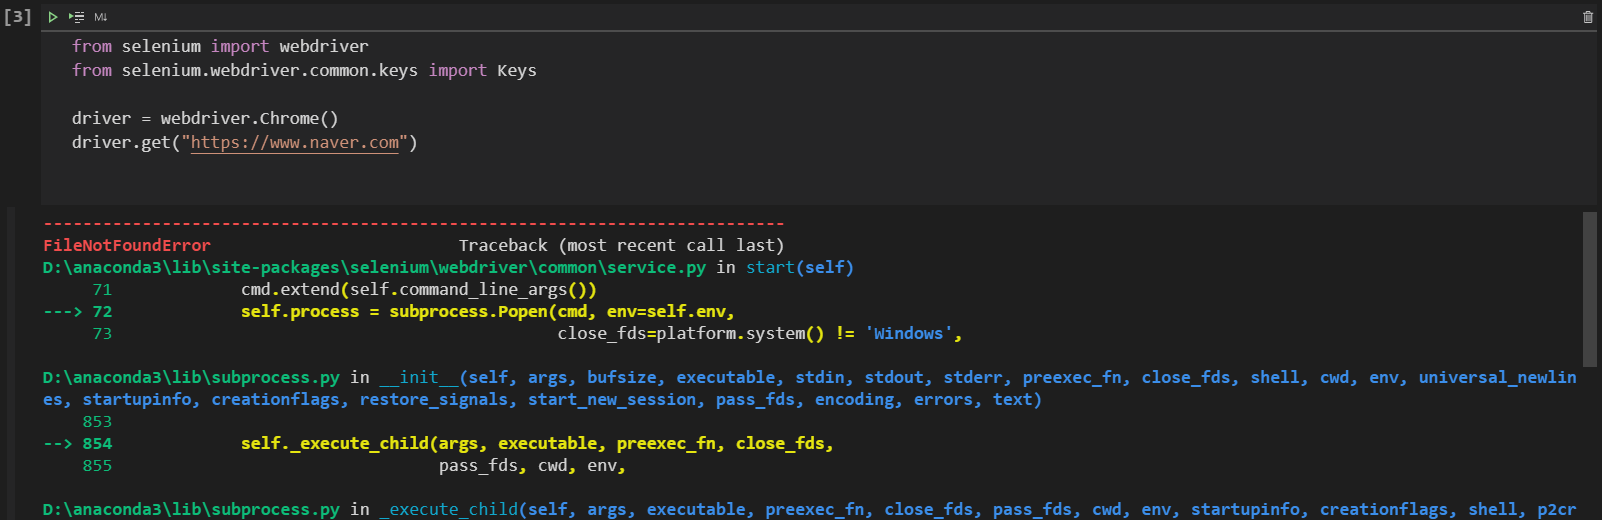 [3]
M↓
from selenium import webdriver
from selenium.webdriver.common.keys import Keys
driver = webdriver.Chrome()
driver.get("https://www.naver.com")
---------------------------------------------------------------------------
FileNotFoundError                         Traceback (most recent call last)
D:\anaconda3\lib\site-packages\selenium\webdriver\common\service.py in start(self)
     71             cmd.extend(self.command_line_args())
---> 72             self.process = subprocess.Popen(cmd, env=self.env,
     73                                             close_fds=platform.system() != 'Windows',
D:\anaconda3\lib\subprocess.py in __init__(self, args, bufsize, executable, stdin, stdout, stderr, preexec_fn, close_fds, shell, cwd, env, universal_newlin
es, startupinfo, creationflags, restore_signals, start_new_session, pass_fds, encoding, errors, text)
    853
--> 854             self._execute_child(args, executable, preexec_fn, close_fds,
    855                                 pass_fds, cwd, env,
D:\anaconda3\lib\subprocess.py in _execute_child(self, args, executable, preexec_fn, close_fds, pass_fds, cwd, env, startupinfo, creationflags, shell, p2cr